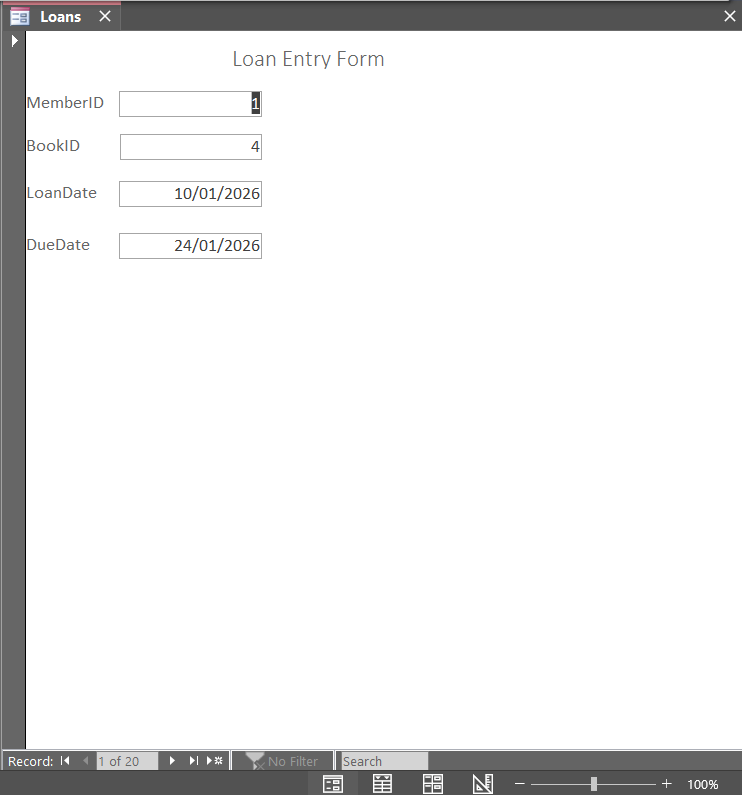 Loans
Loan Entry Form
MemberID 1
BookID 4
LoanDate 10/01/2026
DueDate 24/01/2026
Record: 1 of 20 No Filter Search
100%